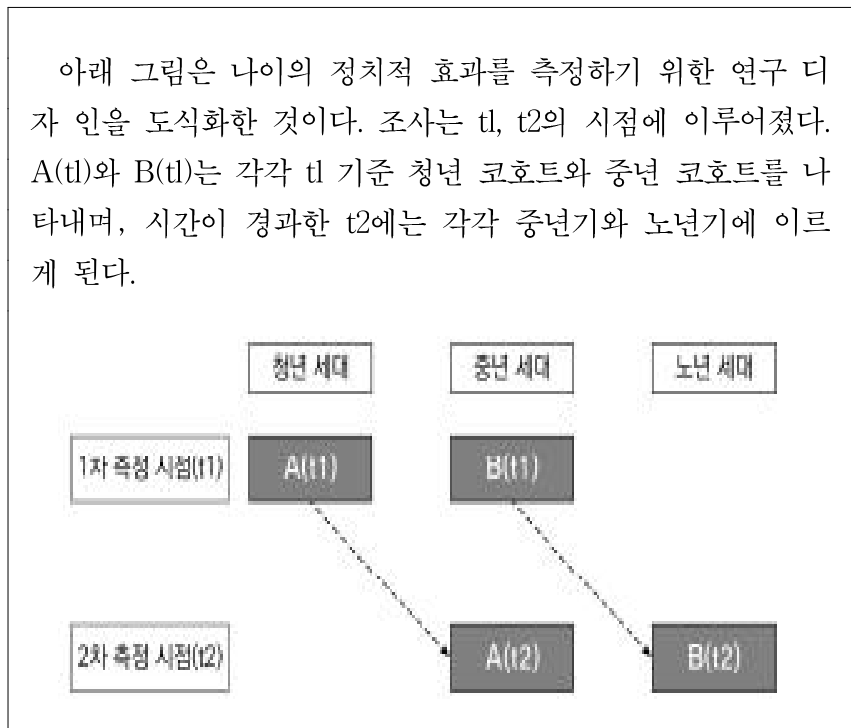 아래 그림은 나이의 정치적 효과를 측정하기 위한 연구 디
자 인을 도식화한 것이다. 조사는 tl, t2의 시점에 이루어졌다.
A(tl)와 B(tl)는 각각 tl 기준 청년 코호트와 중년 코호트를 나
타내며, 시간이 경과한 t2에는 각각 중년기와 노년기에 이르
게 된다.
청년 세대 중년 세대 노년 세대
1차 측정 시점(t1) A(t1) B(t1)
2차 측정 시점(t2) A(t2) B(t2)